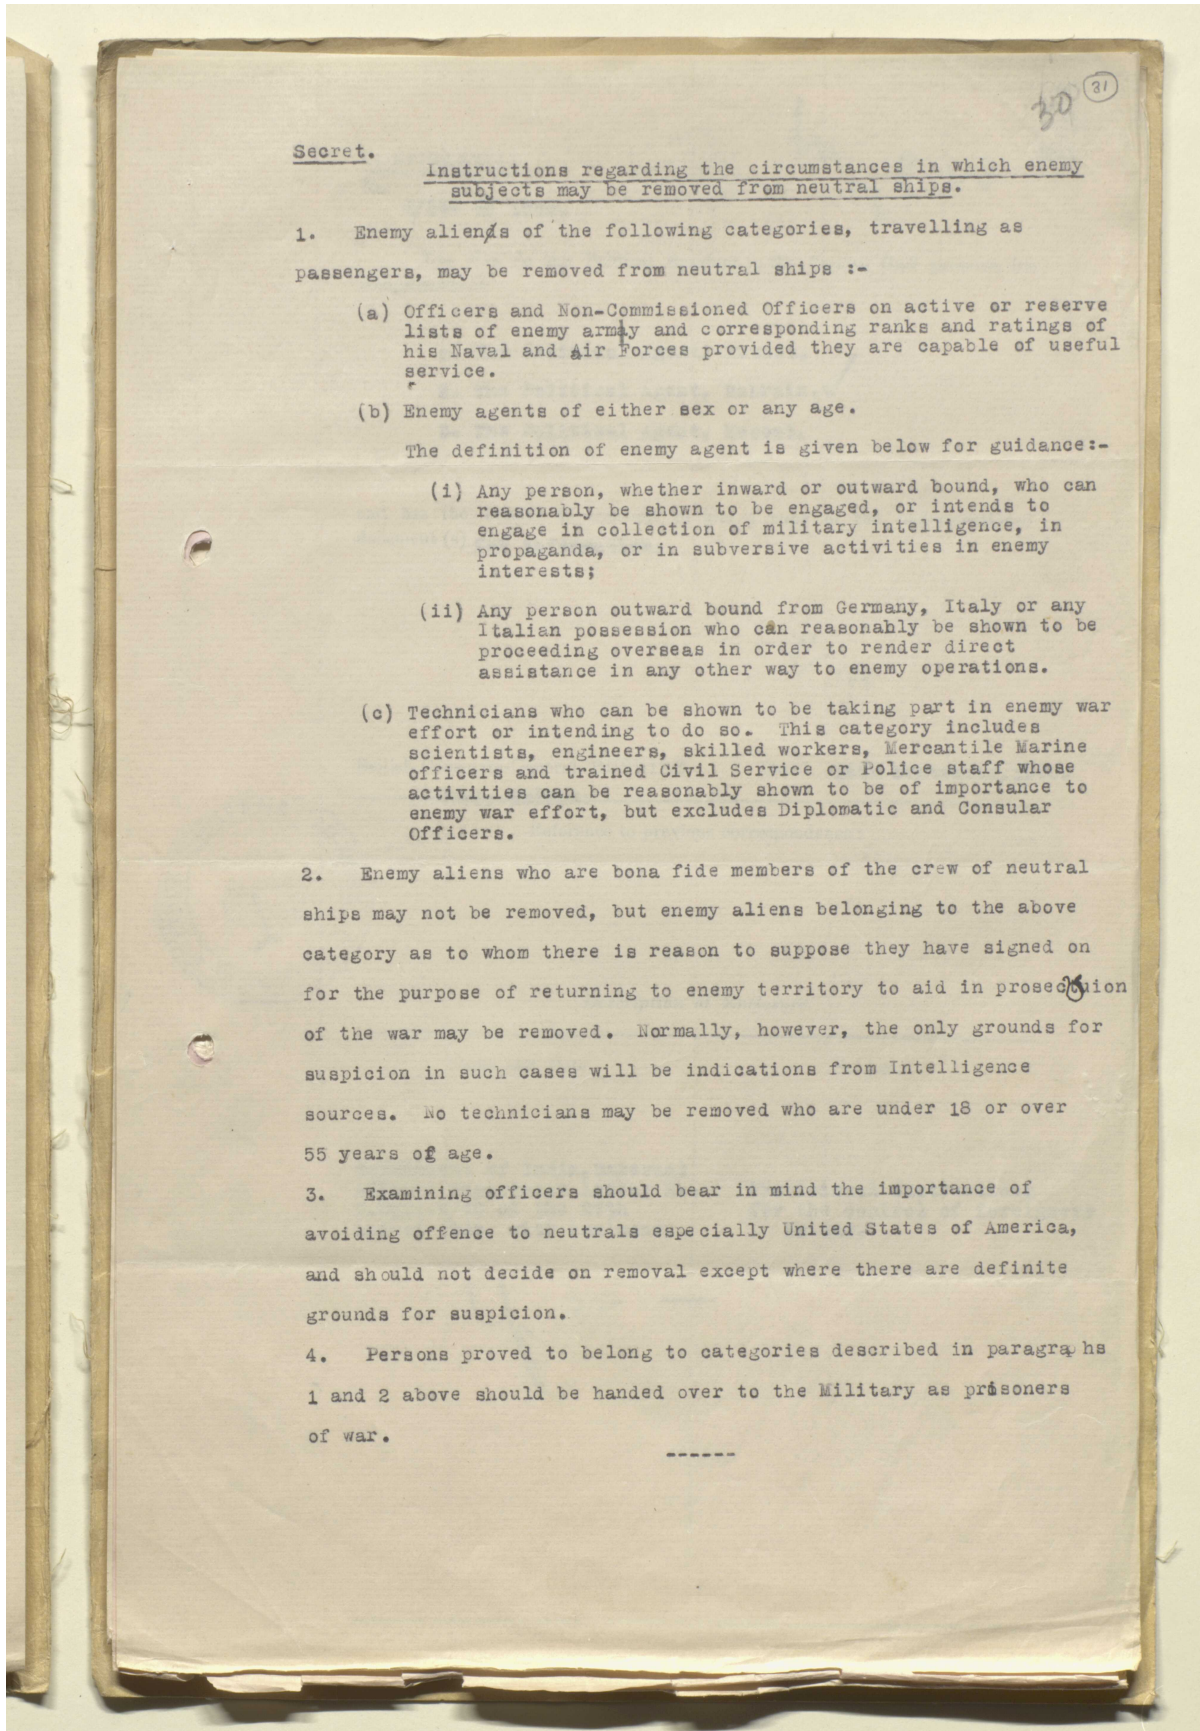 30
31
Secret.
Instructions regarding the circumstances in which enemy
subjects may be removed from neutral ships.
1. Enemy aliens of the following categories, travelling as
passengers, may be removed from neutral ships :-
(a) Officers and Non-Commissioned Officers on active or reserve
lists of enemy army and corresponding ranks and ratings of
his Naval and Air Forces provided they are capable of useful
service.
(b) Enemy agents of either sex or any age.
The definition of enemy agent is given below for guidance:-
(i) Any person, whether inward or outward bound, who can
reasonably be shown to be engaged, or intends to
engage in collection of military intelligence, in
propaganda, or in subversive activities in enemy
interests;
(ii) Any person outward bound from Germany, Italy or any
Italian possession who can reasonably be shown to be
proceeding overseas in order to render direct
assistance in any other way to enemy operations.
(c) Technicians who can be shown to be taking part in enemy war
effort or intending to do so. This category includes
scientists, engineers, skilled workers, Mercantile Marine
officers and trained Civil Service or Police staff whose
activities can be reasonably shown to be of importance to
enemy war effort, but excludes Diplomatic and Consular
Officers.
2. Enemy aliens who are bona fide members of the crew of neutral
ships may not be removed, but enemy aliens belonging to the above
category as to whom there is reason to suppose they have signed on
for the purpose of returning to enemy territory to aid in prosecution
of the war may be removed. Normally, however, the only grounds for
suspicion in such cases will be indications from Intelligence
sources. No technicians may be removed who are under 18 or over
55 years of age.
3. Examining officers should bear in mind the importance of
avoiding offence to neutrals especially United States of America,
and should not decide on removal except where there are definite
grounds for suspicion.
4. Persons proved to belong to categories described in paragraphs
1 and 2 above should be handed over to the Military as prisoners
of war.
------